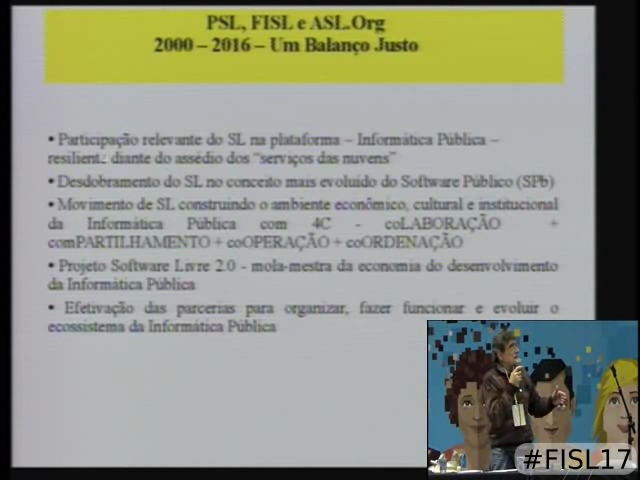 PSL, FISL e ASL.Org
2000 – 2016 – Um Balanço Justo
• Participação relevante do SL na plataforma – Informática Pública –
resiliente diante do assédio dos “serviços das nuvens”
• Desdobramento do SL no conceito mais evoluído do Software Público (SPb)
• Movimento de SL construindo o ambiente econômico, cultural e institucional
da Informática Pública com 4C - coLABORAÇÃO +
comPARTILHAMENTO + coOPERAÇÃO + coORDENAÇÃO
• Projeto Software Livre 2.0 - mola-mestra da economia do desenvolvimento
da Informática Pública
• Efetivação das parcerias para organizar, fazer funcionar e evoluir o
ecossistema da Informática Pública
#FISL17